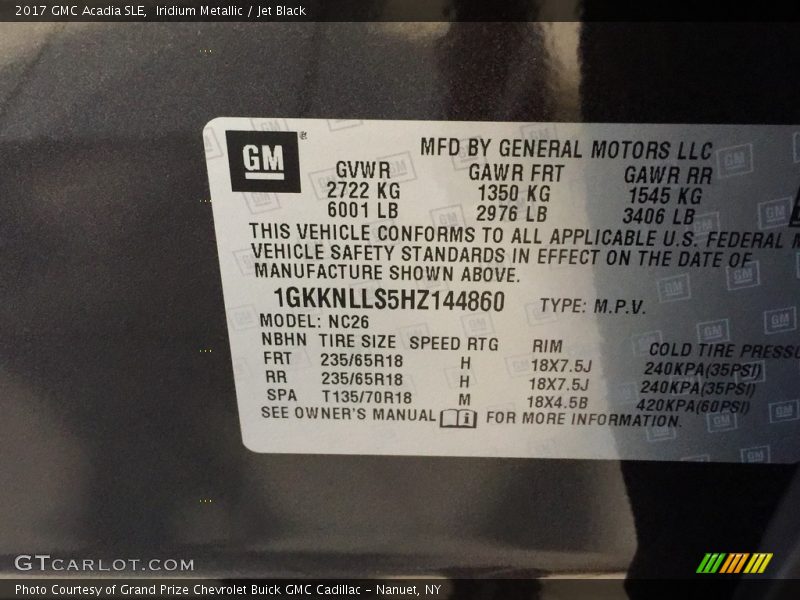 2017 GMC Acadia SLE, Iridium Metallic / Jet Black
GM
MFD BY GENERAL MOTORS LLC
GVWR GAWR FRT GAWR RR
2722 KG 1350 KG 1545 KG
6001 LB 2976 LB 3406 LB
THIS VEHICLE CONFORMS TO ALL APPLICABLE U.S. FEDERAL M
VEHICLE SAFETY STANDARDS IN EFFECT ON THE DATE OF
MANUFACTURE SHOWN ABOVE.
1GKKNLLS5HZ144860 TYPE: M.P.V.
MODEL: NC26
NBHN TIRE SIZE SPEED RTG RIM COLD TIRE PRESSU
FRT 235/65R18 H 18X7.5J 240KPA(35PSI)
RR 235/65R18 H 18X7.5J 240KPA(35PSI)
SPA T135/70R18 M 18X4.5B 420KPA(60PSI)
SEE OWNER'S MANUAL FOR MORE INFORMATION.
GTCARLOT.COM
Photo Courtesy of Grand Prize Chevrolet Buick GMC Cadillac - Nanuet, NY